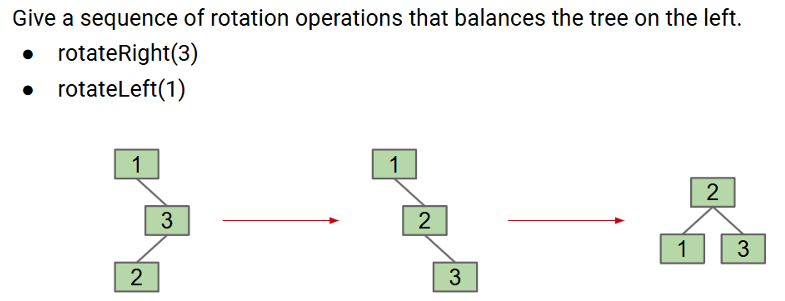 Give a sequence of rotation operations that balances the tree on the left.
● rotateRight(3)
● rotateLeft(1)
1
3
2
1
2
3
2
1 3